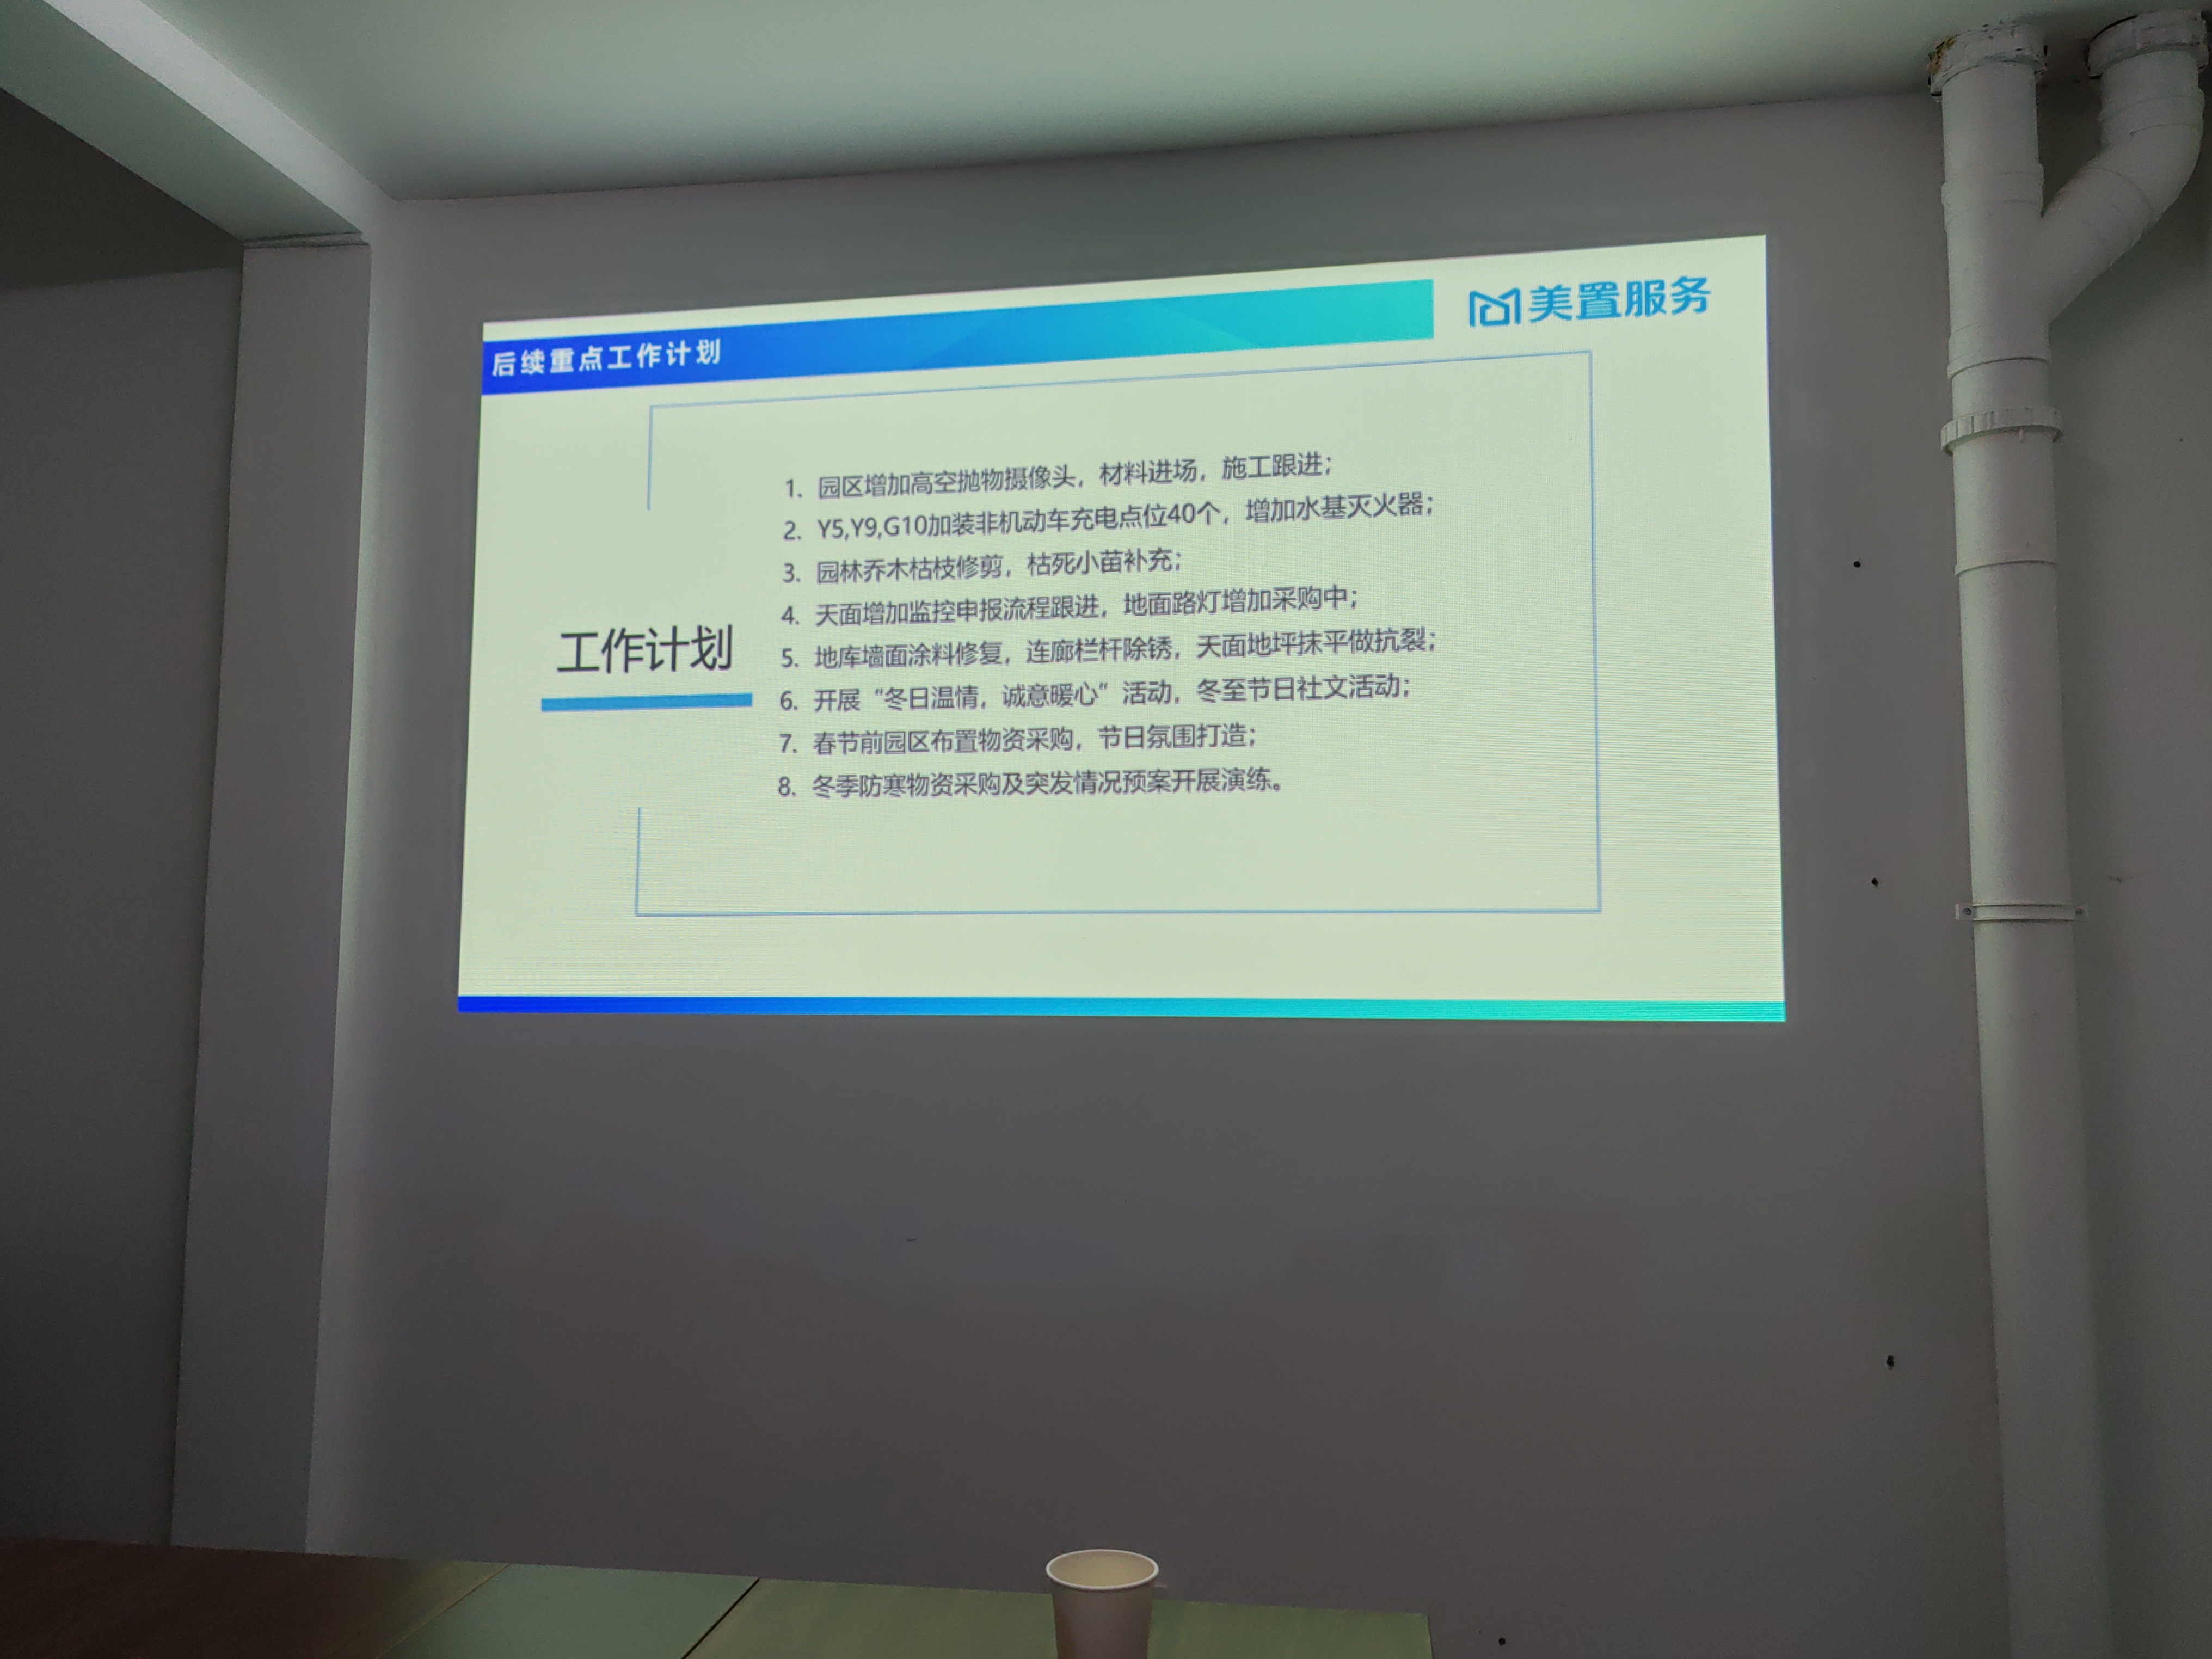 后续重点工作计划
美置服务
工作计划
1. 园区增加高空抛物摄像头，材料进场，施工跟进；
2. Y5,Y9,G10加装非机动车充电点位40个，增加水基灭火器；
3. 园林乔木枯枝修剪，枯死小苗补充；
4. 天面增加监控申报流程跟进，地面路灯增加采购中；
5. 地库墙面涂料修复，连廊栏杆除锈，天面地坪抹平做抗裂；
6. 开展“冬日温情，诚意暖心”活动，冬至节日社文活动；
7. 春节前园区布置物资采购，节日氛围打造；
8. 冬季防寒物资采购及突发情况预案开展演练。